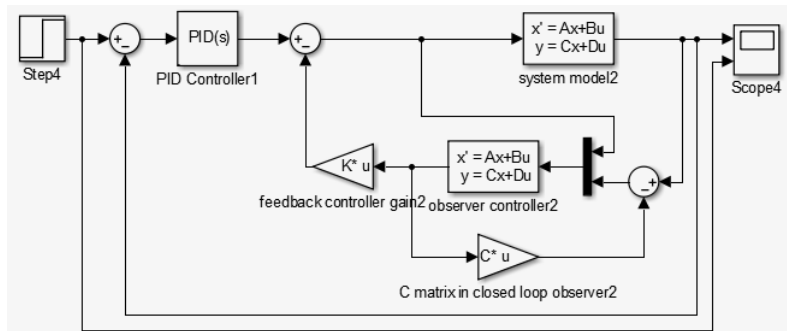 PID(s)
x' = Ax+Bu
y = Cx+Du
Step4
PID Controller1
system model2
Scope4
K* u
x' = Ax+Bu
y = Cx+Du
feedback controller gain2
observer controller2
C* u
C matrix in closed loop observer2